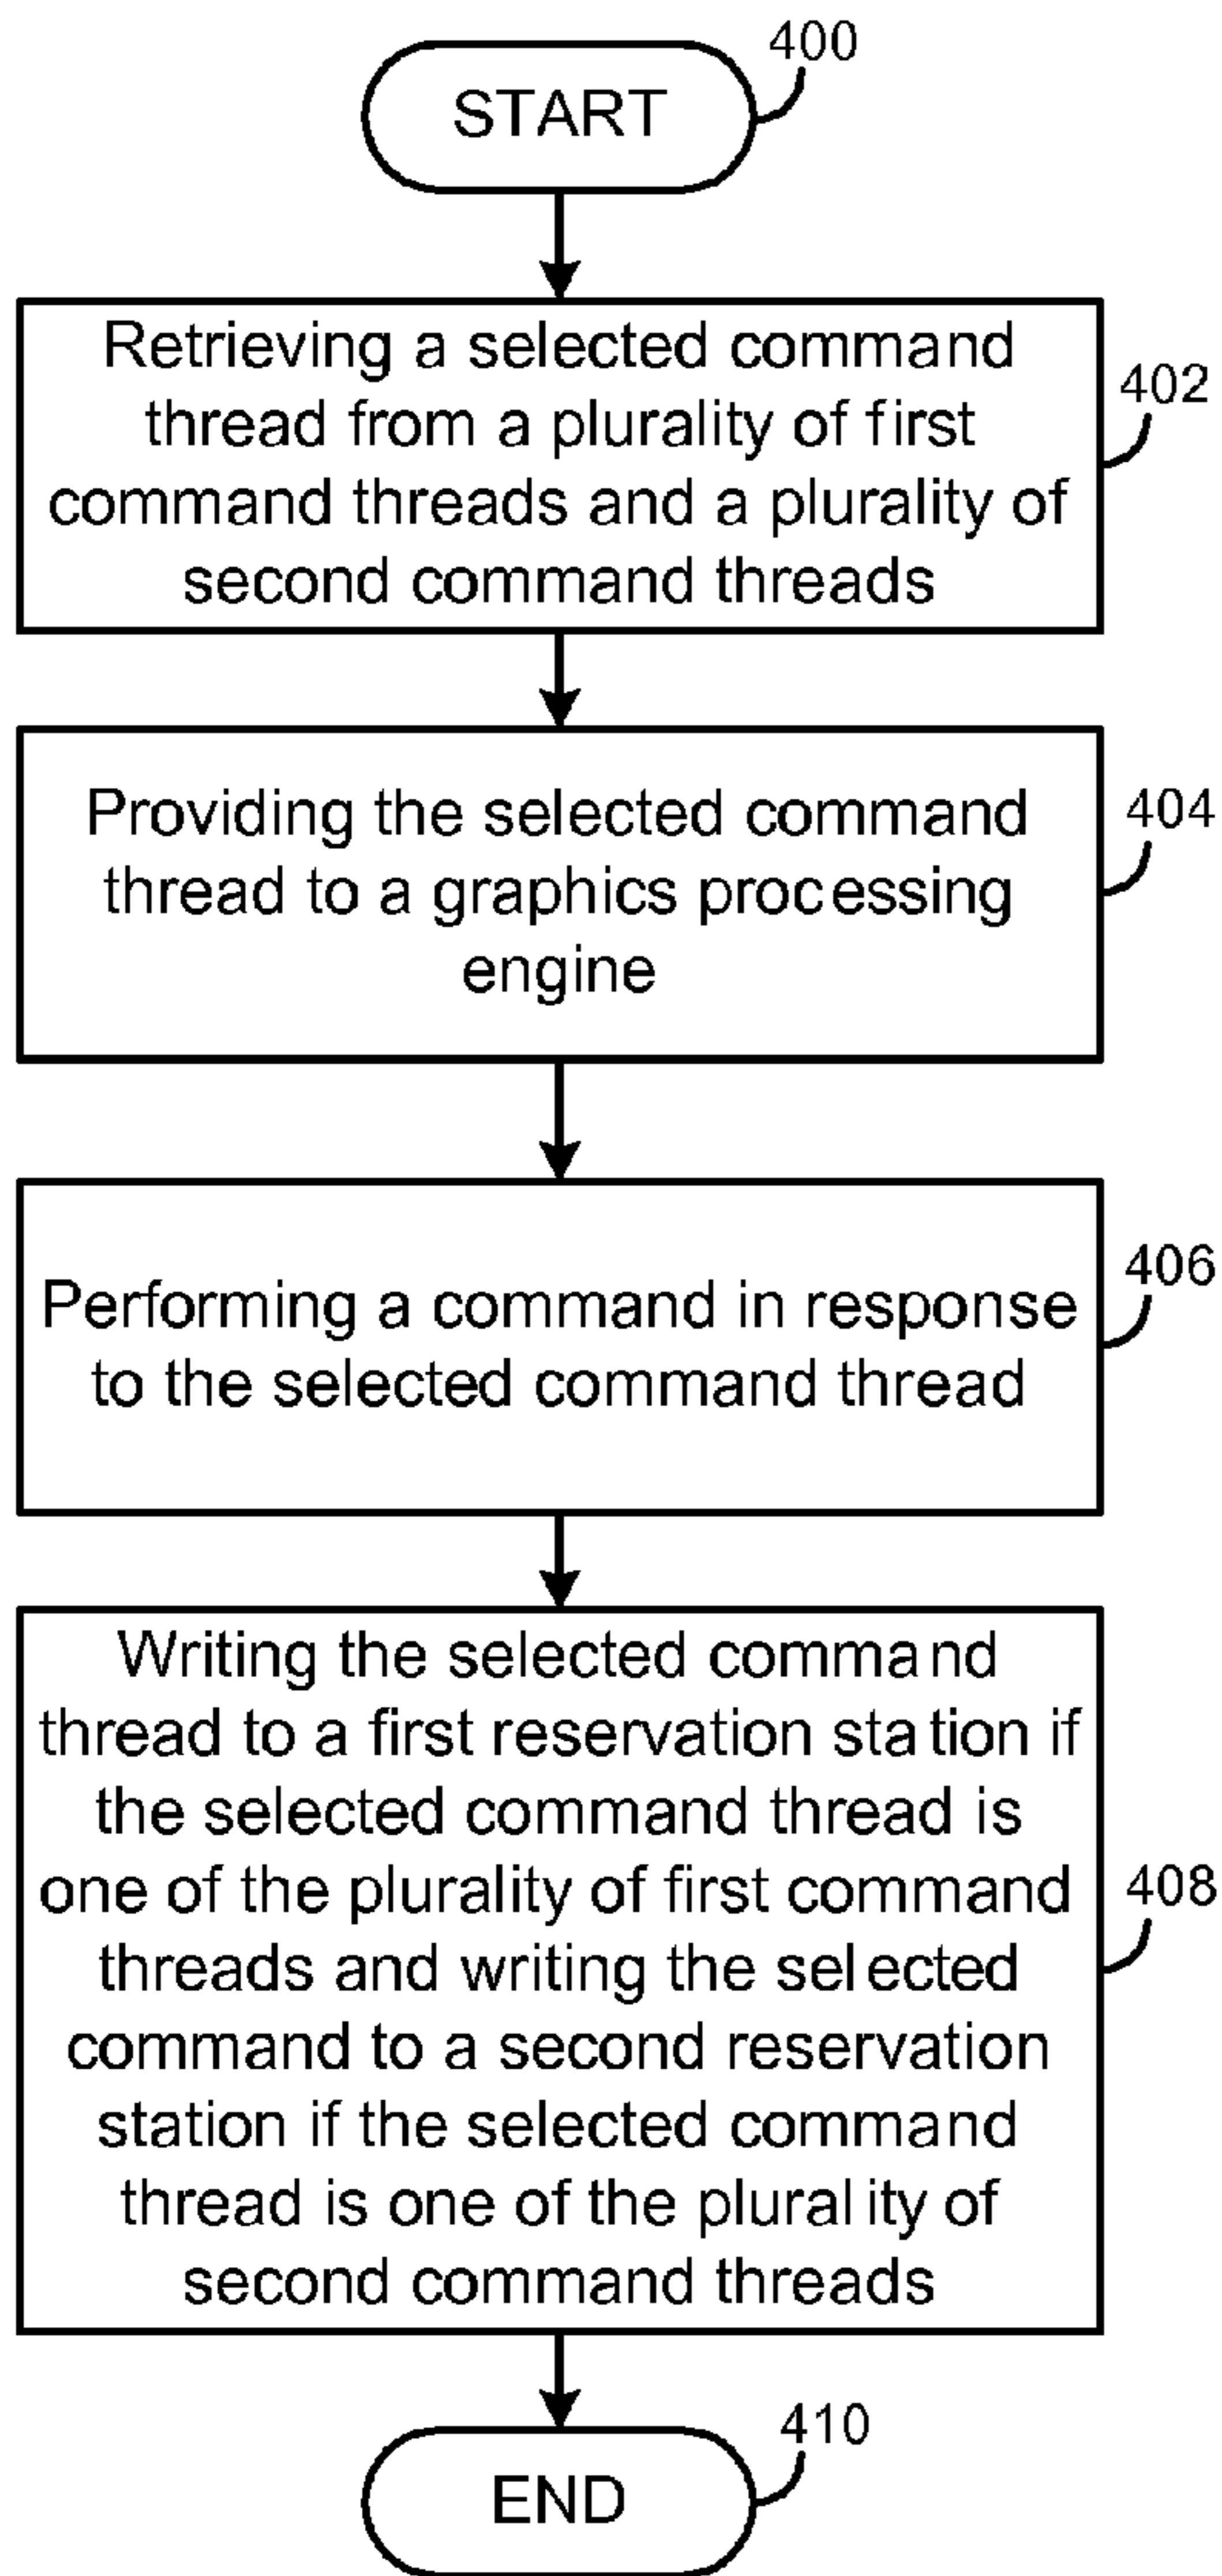 400
START
Retrieving a selected command
thread from a plurality of first
command threads and a plurality of
second command threads
402
Providing the selected command
thread to a graphics processing
engine
404
Performing a command in response
to the selected command thread
406
Writing the selected command
thread to a first reservation station if
the selected command thread is
one of the plurality of first command
threads and writing the selected
command to a second reservation
station if the selected command
thread is one of the plurality of
second command threads
408
410
END